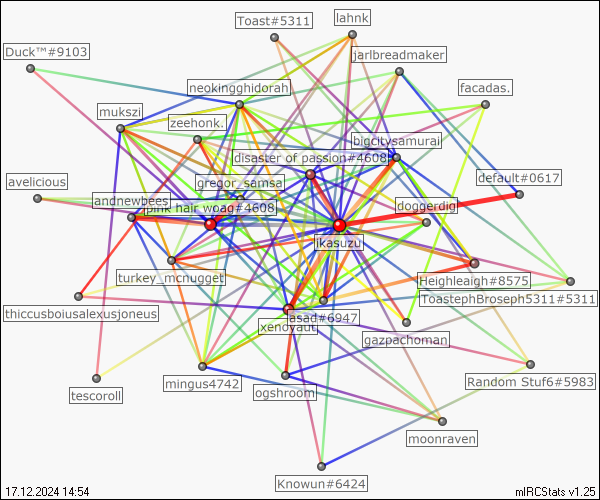 Toast#5311
lahnk
Duck™#9103
jarlbreadmaker
neokingghidorah
facadas.
mukszi
zeehonk.
bigcitysamurai
disaster of passion#4608
avelicious
gregor_samsa
default#0617
andnewbees
pink hair woag#4608
doggerdig
ikasuzu
turkey_mcnugget
Heighleaigh#8575
ToastephBroseph5311#5311
thiccusboiusalexusjoneus
asad#6947
xendyaut
gazpachoman
mingus4742
Random Stuf6#5983
tescoroll
ogshroom
moonraven
Knowun#6424
17.12.2024 14:54
mIRCStats v1.25